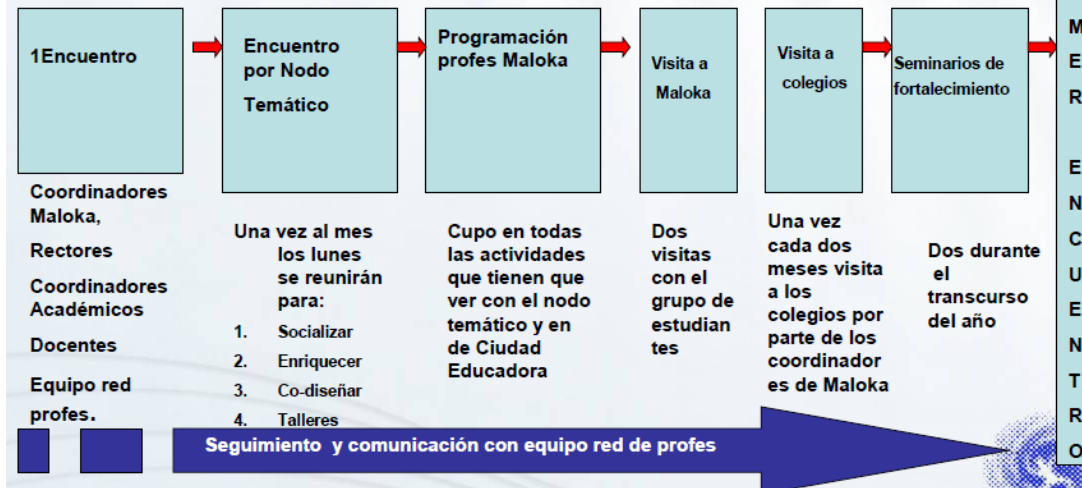 1Encuentro
Encuentro
por Nodo
Temático
Programación
profes Maloka
Visita a
Maloka
Visita a
colegios
Seminarios de
fortalecimiento
M
E
R
E
N
C
U
E
N
T
R
O
Coordinadores
Maloka,
Rectores
Coordinadores
Académicos
Docentes
Equipo red
profes.
Una vez al mes
los lunes
se reunirán
para:
1. Socializar
2. Enriquecer
3. Co-diseñar
4. Talleres
Cupo en todas
las actividades
que tienen que
ver con el nodo
temático y en
de Ciudad
Educadora
Dos
visitas
con el
grupo de
estudian
tes
Una vez
cada dos
meses visita
a los
colegios por
parte de los
coordinador
es de Maloka
Dos durante
el
transcurso
del año
Seguimiento y comunicación con equipo red de profes